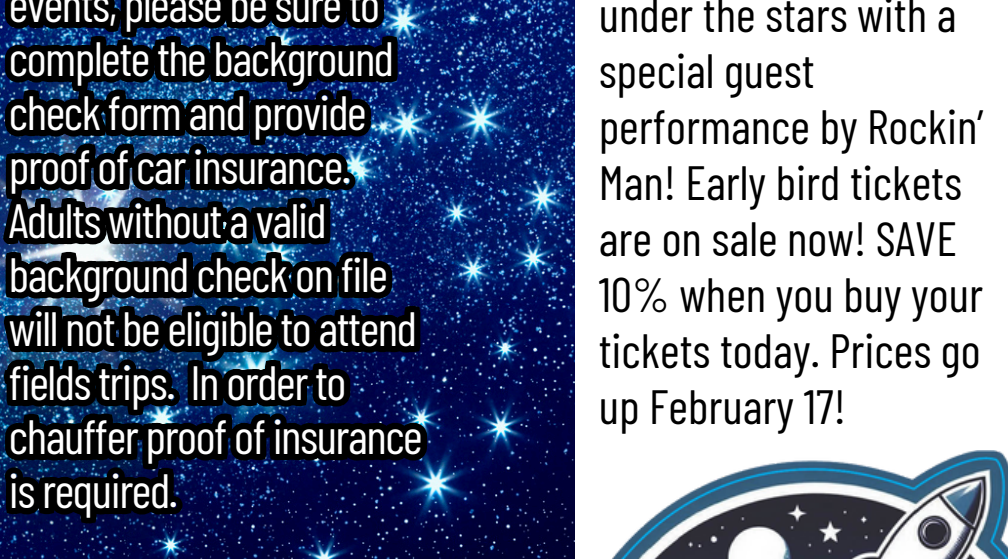 events, please be sure to
complete the background
check form and provide
proof of car insurance.
Adults without a valid
background check on file
will not be eligible to attend
fields trips. In order to
chauffer proof of insurance
is required.
under the stars with a
special guest
performance by Rockin’
Man! Early bird tickets
are on sale now! SAVE
10% when you buy your
tickets today. Prices go
up February 17!